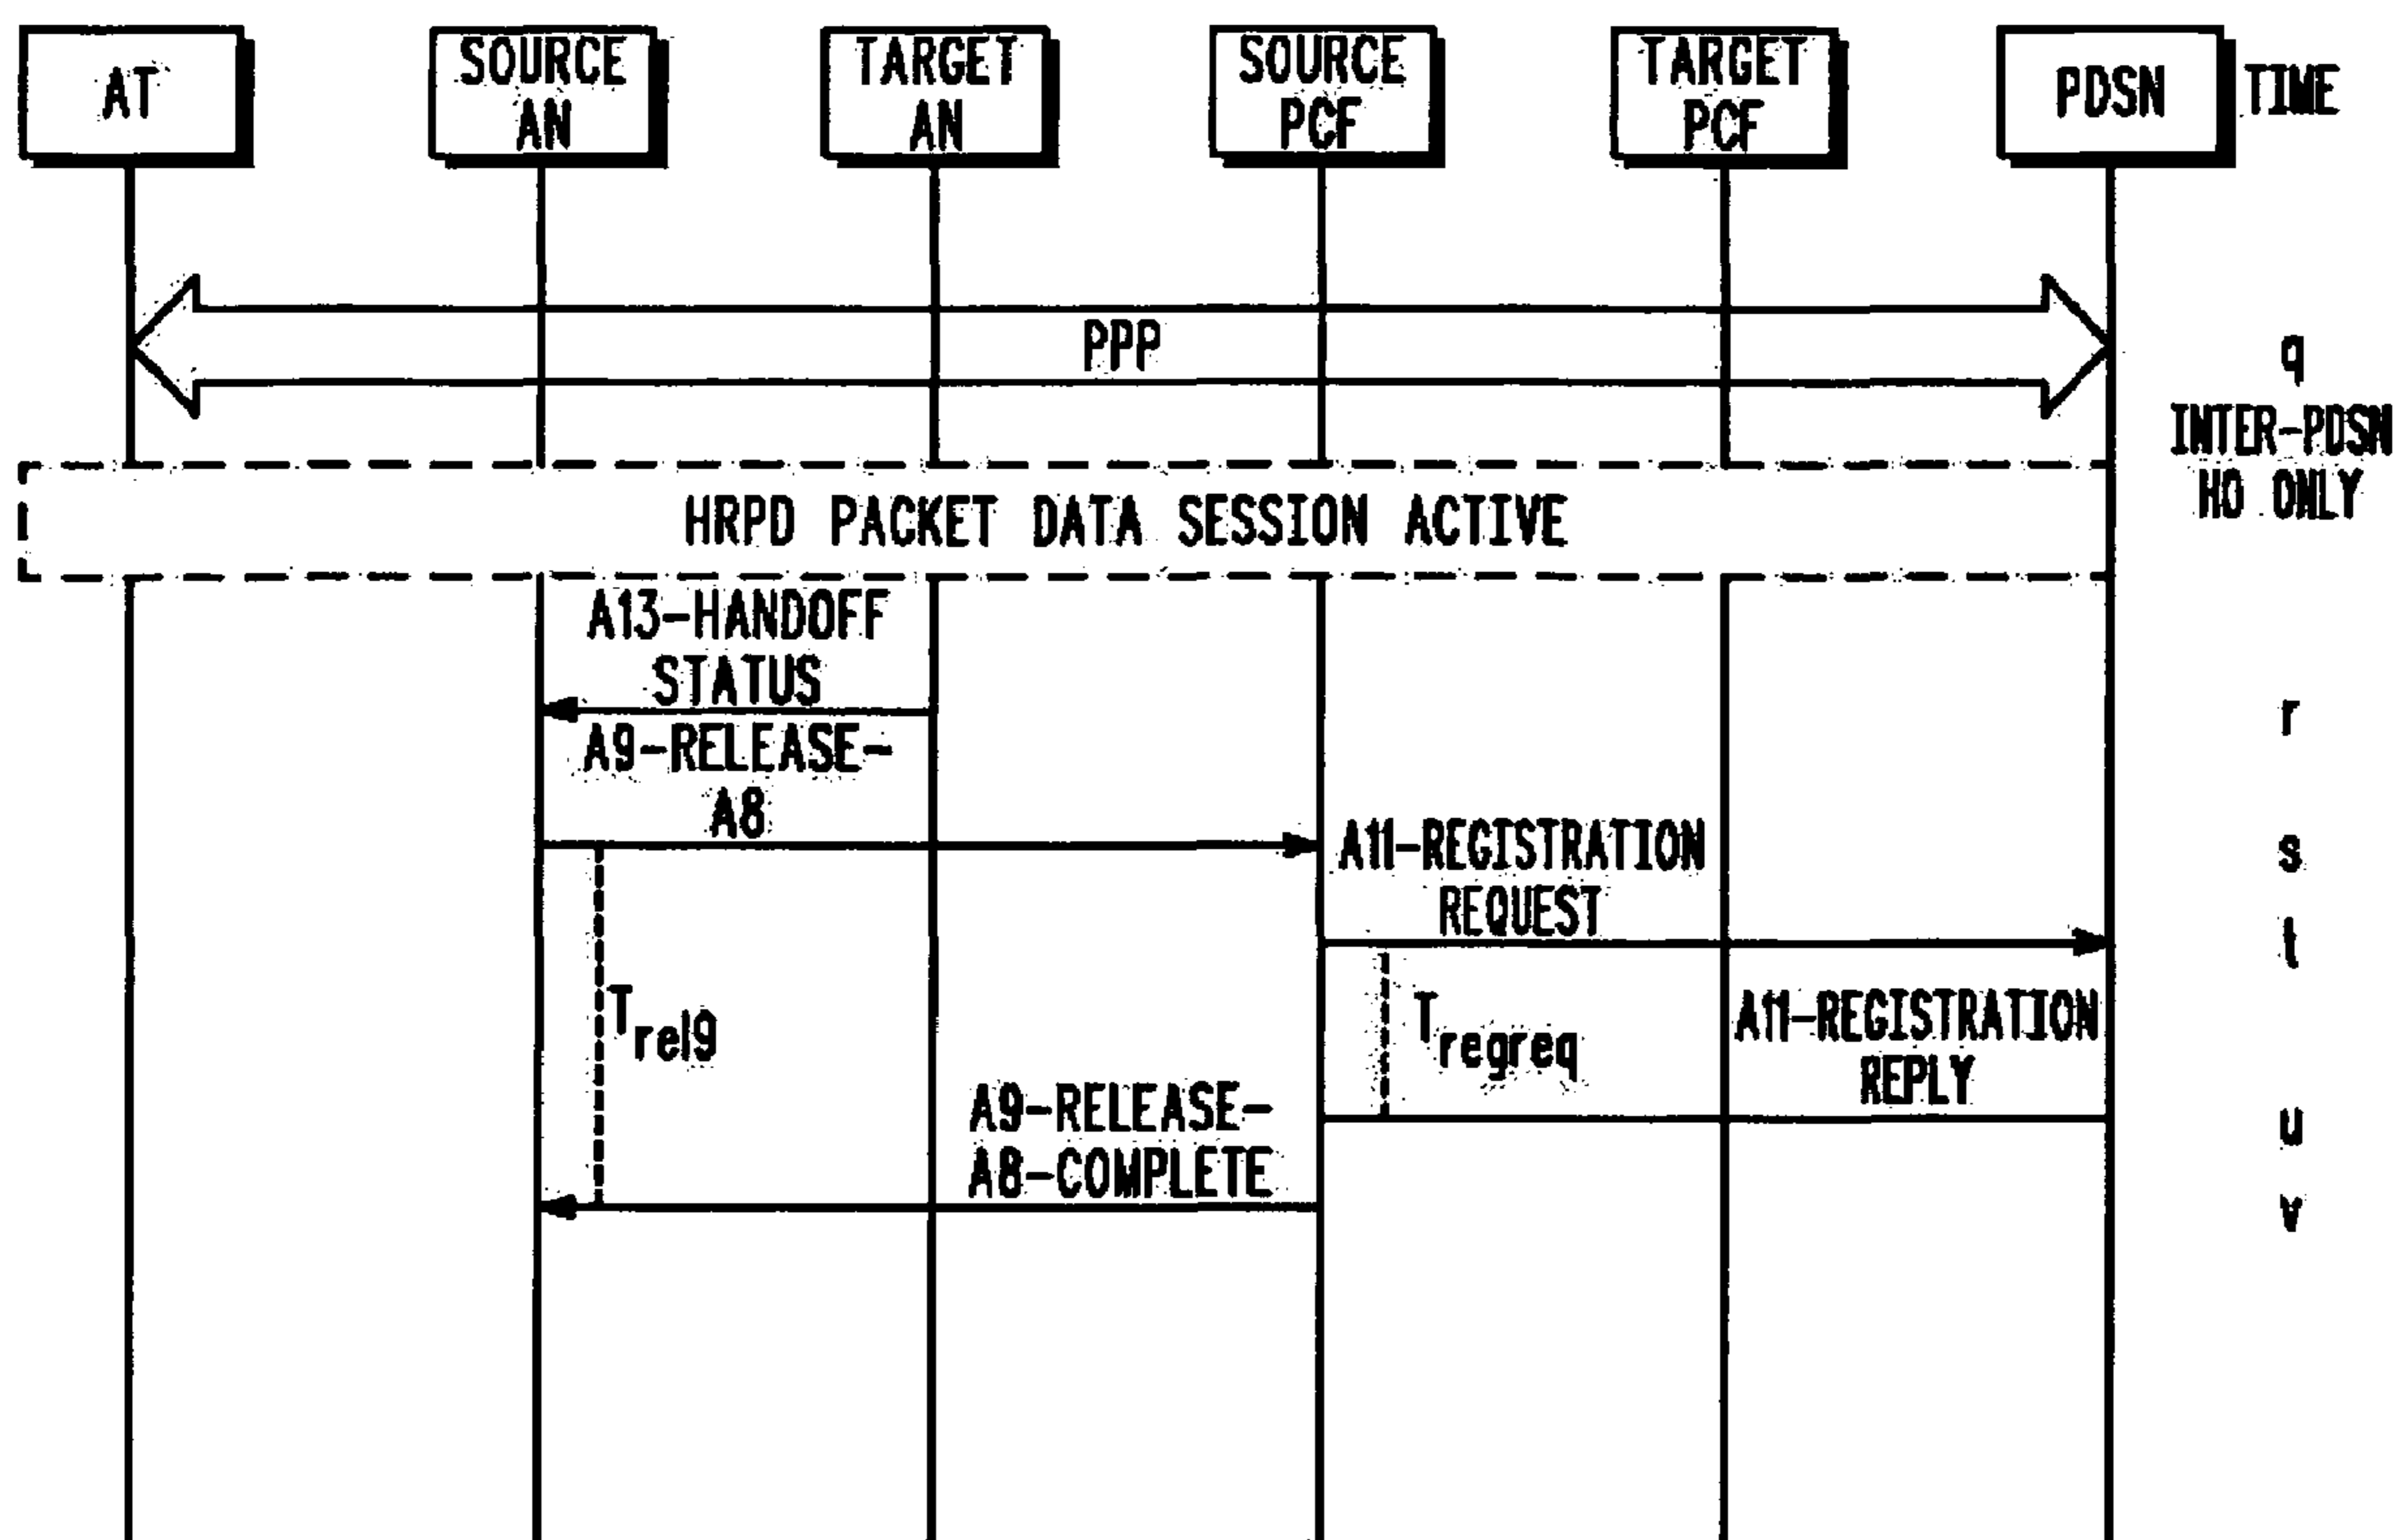 AT
SOURCE
AN
TARGET
AN
SOURCE
PCF
TARGET
PCF
PDSN
TIME
PPP
q
INTER-PDSN
HO ONLY
HRPD PACKET DATA SESSION ACTIVE
A13-HANDOFF
STATUS
r
A9-RELEASE-
A8
s
A11-REGISTRATION
REQUEST
t
Trel9
Tregreq
A11-REGISTRATION
REPLY
u
A9-RELEASE-
A8-COMPLETE
v